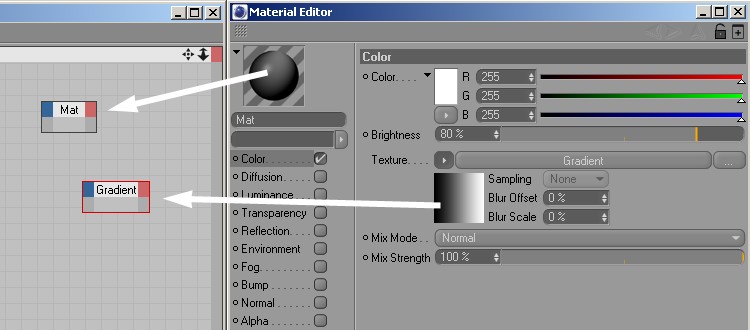 Material Editor
Mat
Gradient
Mat
Color
Diffusion
Luminance
Transparency
Reflection
Environment
Fog
Bump
Normal
Alpha
Color
Color R 255
G 255
B 255
Brightness 80 %
Texture Gradient ...
Sampling None
Blur Offset 0 %
Blur Scale 0 %
Mix Mode Normal
Mix Strength 100 %